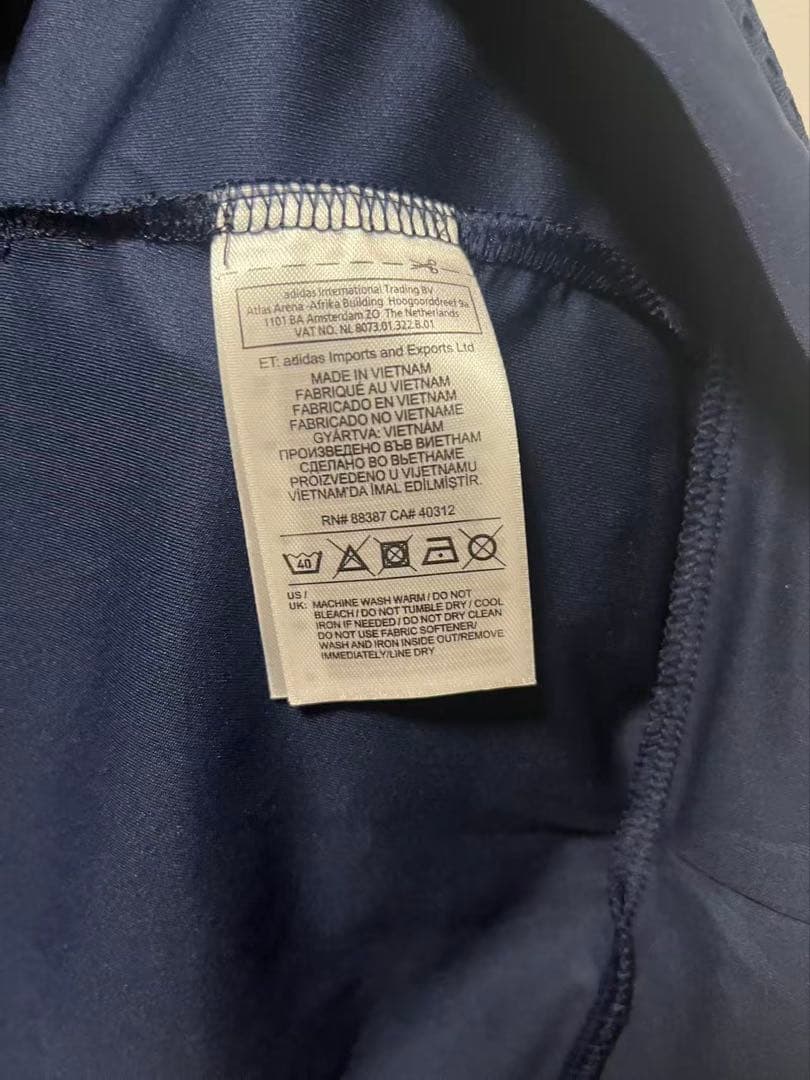 adidas International Trading BV
Atlas Arena -Afrika Building Hoogoorddreef 9a
1101 BA Amsterdam ZO The Netherlands
VAT NO. NL 8073.01.322.B.01
ET: adidas Imports and Exports Ltd
MADE IN VIETNAM
FABRIQUÉ AU VIETNAM
FABRICADO EN VIETNAM
FABRICADO NO VIETNAME
GYÁRTVA: VIETNÁM
ПРОИЗВЕДЕНО ВЪВ ВИЕТНАМ
СДЕЛАНО ВО ВЬЕТНАМЕ
PROIZVEDENO U VIJETNAMU
VİETNAM'DA İMAL EDİLMİŞTİR.
RN# 88387 CA# 40312
40
US /
UK: MACHINE WASH WARM / DO NOT
BLEACH / DO NOT TUMBLE DRY / COOL
IRON IF NEEDED / DO NOT DRY CLEAN
DO NOT USE FABRIC SOFTENER/
WASH AND IRON INSIDE OUT/REMOVE
IMMEDIATELY/LINE DRY